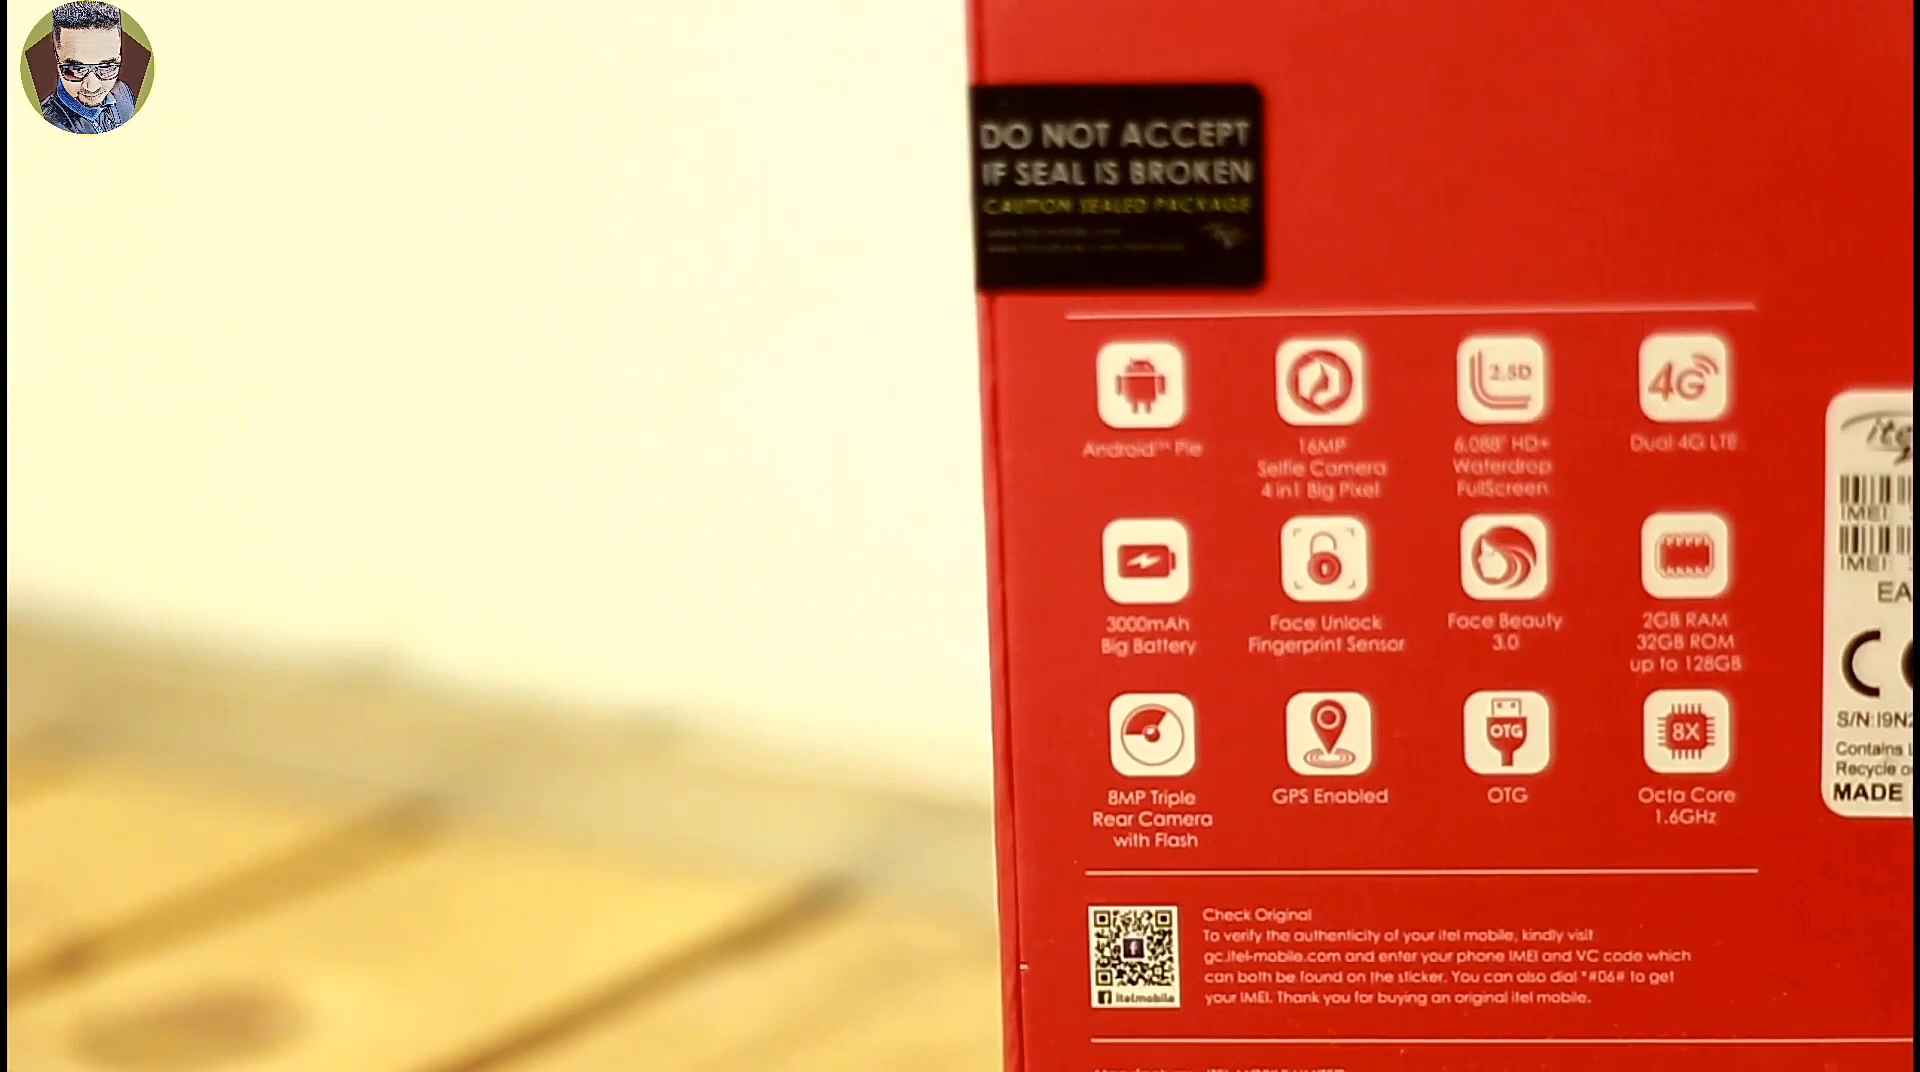 DO NOT ACCEPT
IF SEAL IS BROKEN
CAUTION SEALED PACKAGE
2.5D
4G
Android™ Pie
16MP
Selfie Camera
4 in1 Big Pixel
6.088" HD+
Waterdrop
FullScreen
Dual 4G LTE
3000mAh
Big Battery
Face Unlock
Fingerprint Sensor
Face Beauty
3.0
2GB RAM
32GB ROM
up to 128GB
OTG
8X
8MP Triple
Rear Camera
with Flash
GPS Enabled
OTG
Octa Core
1.6GHz
IMEI
IMEI
EA
S/N:I9N2
Contains
Recycle
MADE
Check Original
To verify the authenticity of your itel mobile, kindly visit
gc.itel-mobile.com and enter your phone IMEI and VC code which
can both be found on the sticker. You can also dial *#06# to get
your IMEI. Thank you for buying an original itel mobile.
itelmobile